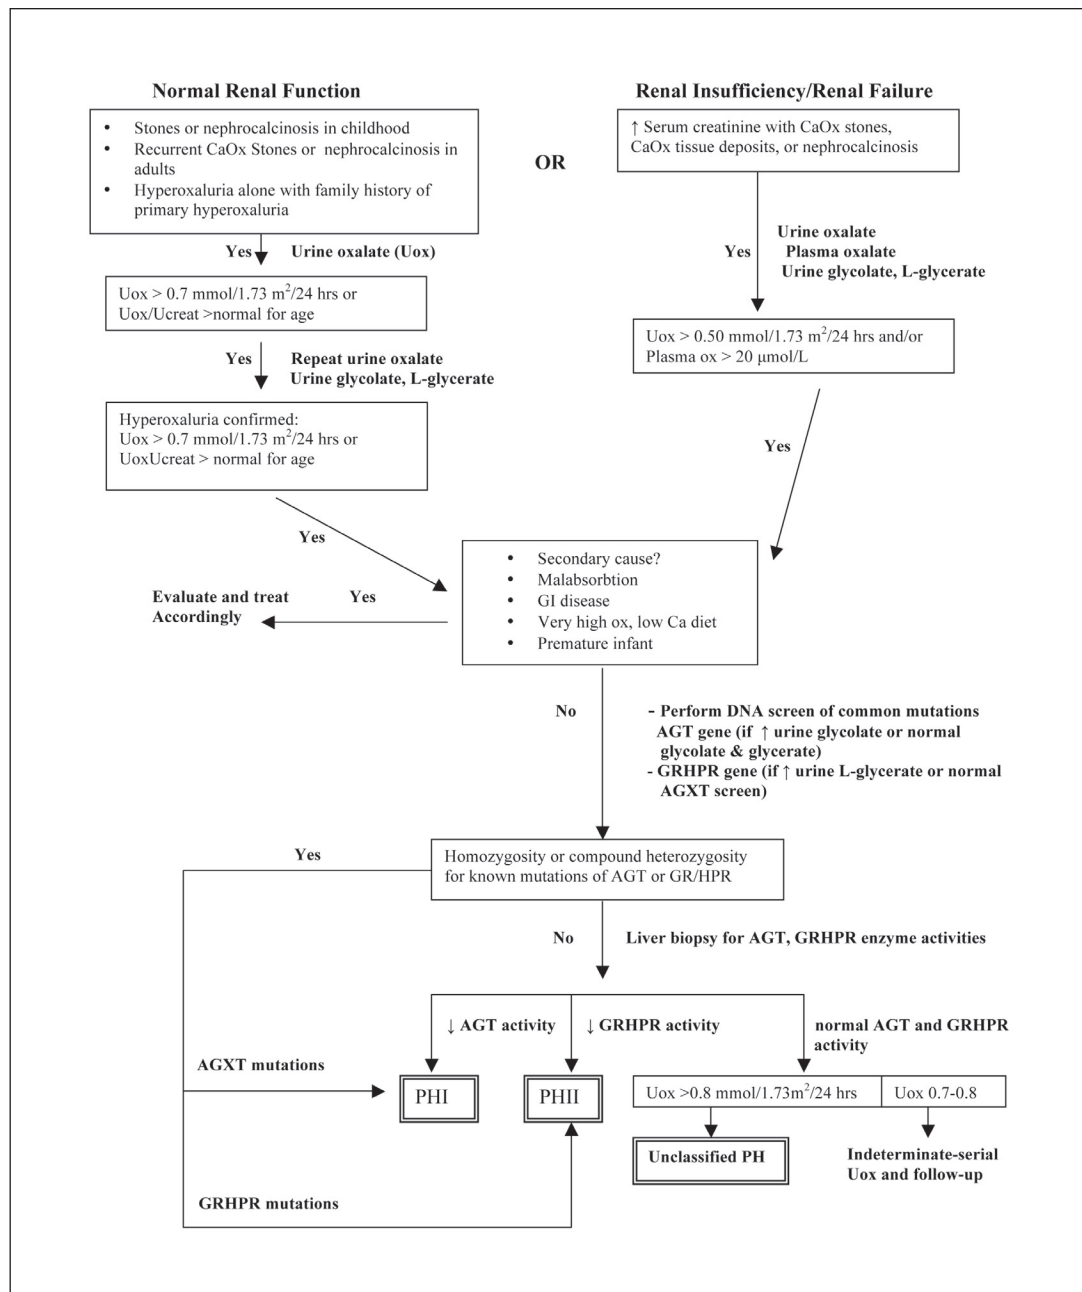 Normal Renal Function
• Stones or nephrocalcinosis in childhood
• Recurrent CaOx Stones or nephrocalcinosis in
adults
• Hyperoxaluria alone with family history of
primary hyperoxaluria
OR
Renal Insufficiency/Renal Failure
↑ Serum creatinine with CaOx stones,
CaOx tissue deposits, or nephrocalcinosis
Yes
Urine oxalate (Uox)
Uox > 0.7 mmol/1.73 m²/24 hrs or
Uox/Ucreat >normal for age
Yes
Repeat urine oxalate
Urine glycolate, L-glycerate
Hyperoxaluria confirmed:
Uox > 0.7 mmol/1.73 m²/24 hrs or
UoxUcreat > normal for age
Yes
Yes
Urine oxalate
Plasma oxalate
Urine glycolate, L-glycerate
Uox > 0.50 mmol/1.73 m²/24 hrs and/or
Plasma ox > 20 μmol/L
Yes
• Secondary cause?
• Malabsorbtion
• GI disease
• Very high ox, low Ca diet
• Premature infant
Yes
Evaluate and treat
Accordingly
No
- Perform DNA screen of common mutations
AGT gene (if ↑ urine glycolate or normal
glycolate & glycerate)
- GRHPR gene (if ↑ urine L-glycerate or normal
AGXT screen)
Yes
Homozygosity or compound heterozygosity
for known mutations of AGT or GR/HPR
No
Liver biopsy for AGT, GRHPR enzyme activities
↓ AGT activity
↓ GRHPR activity
normal AGT and GRHPR
activity
AGXT mutations
PHI
PHII
Uox >0.8 mmol/1.73m²/24 hrs
Uox 0.7-0.8
Unclassified PH
Indeterminate-serial
Uox and follow-up
GRHPR mutations